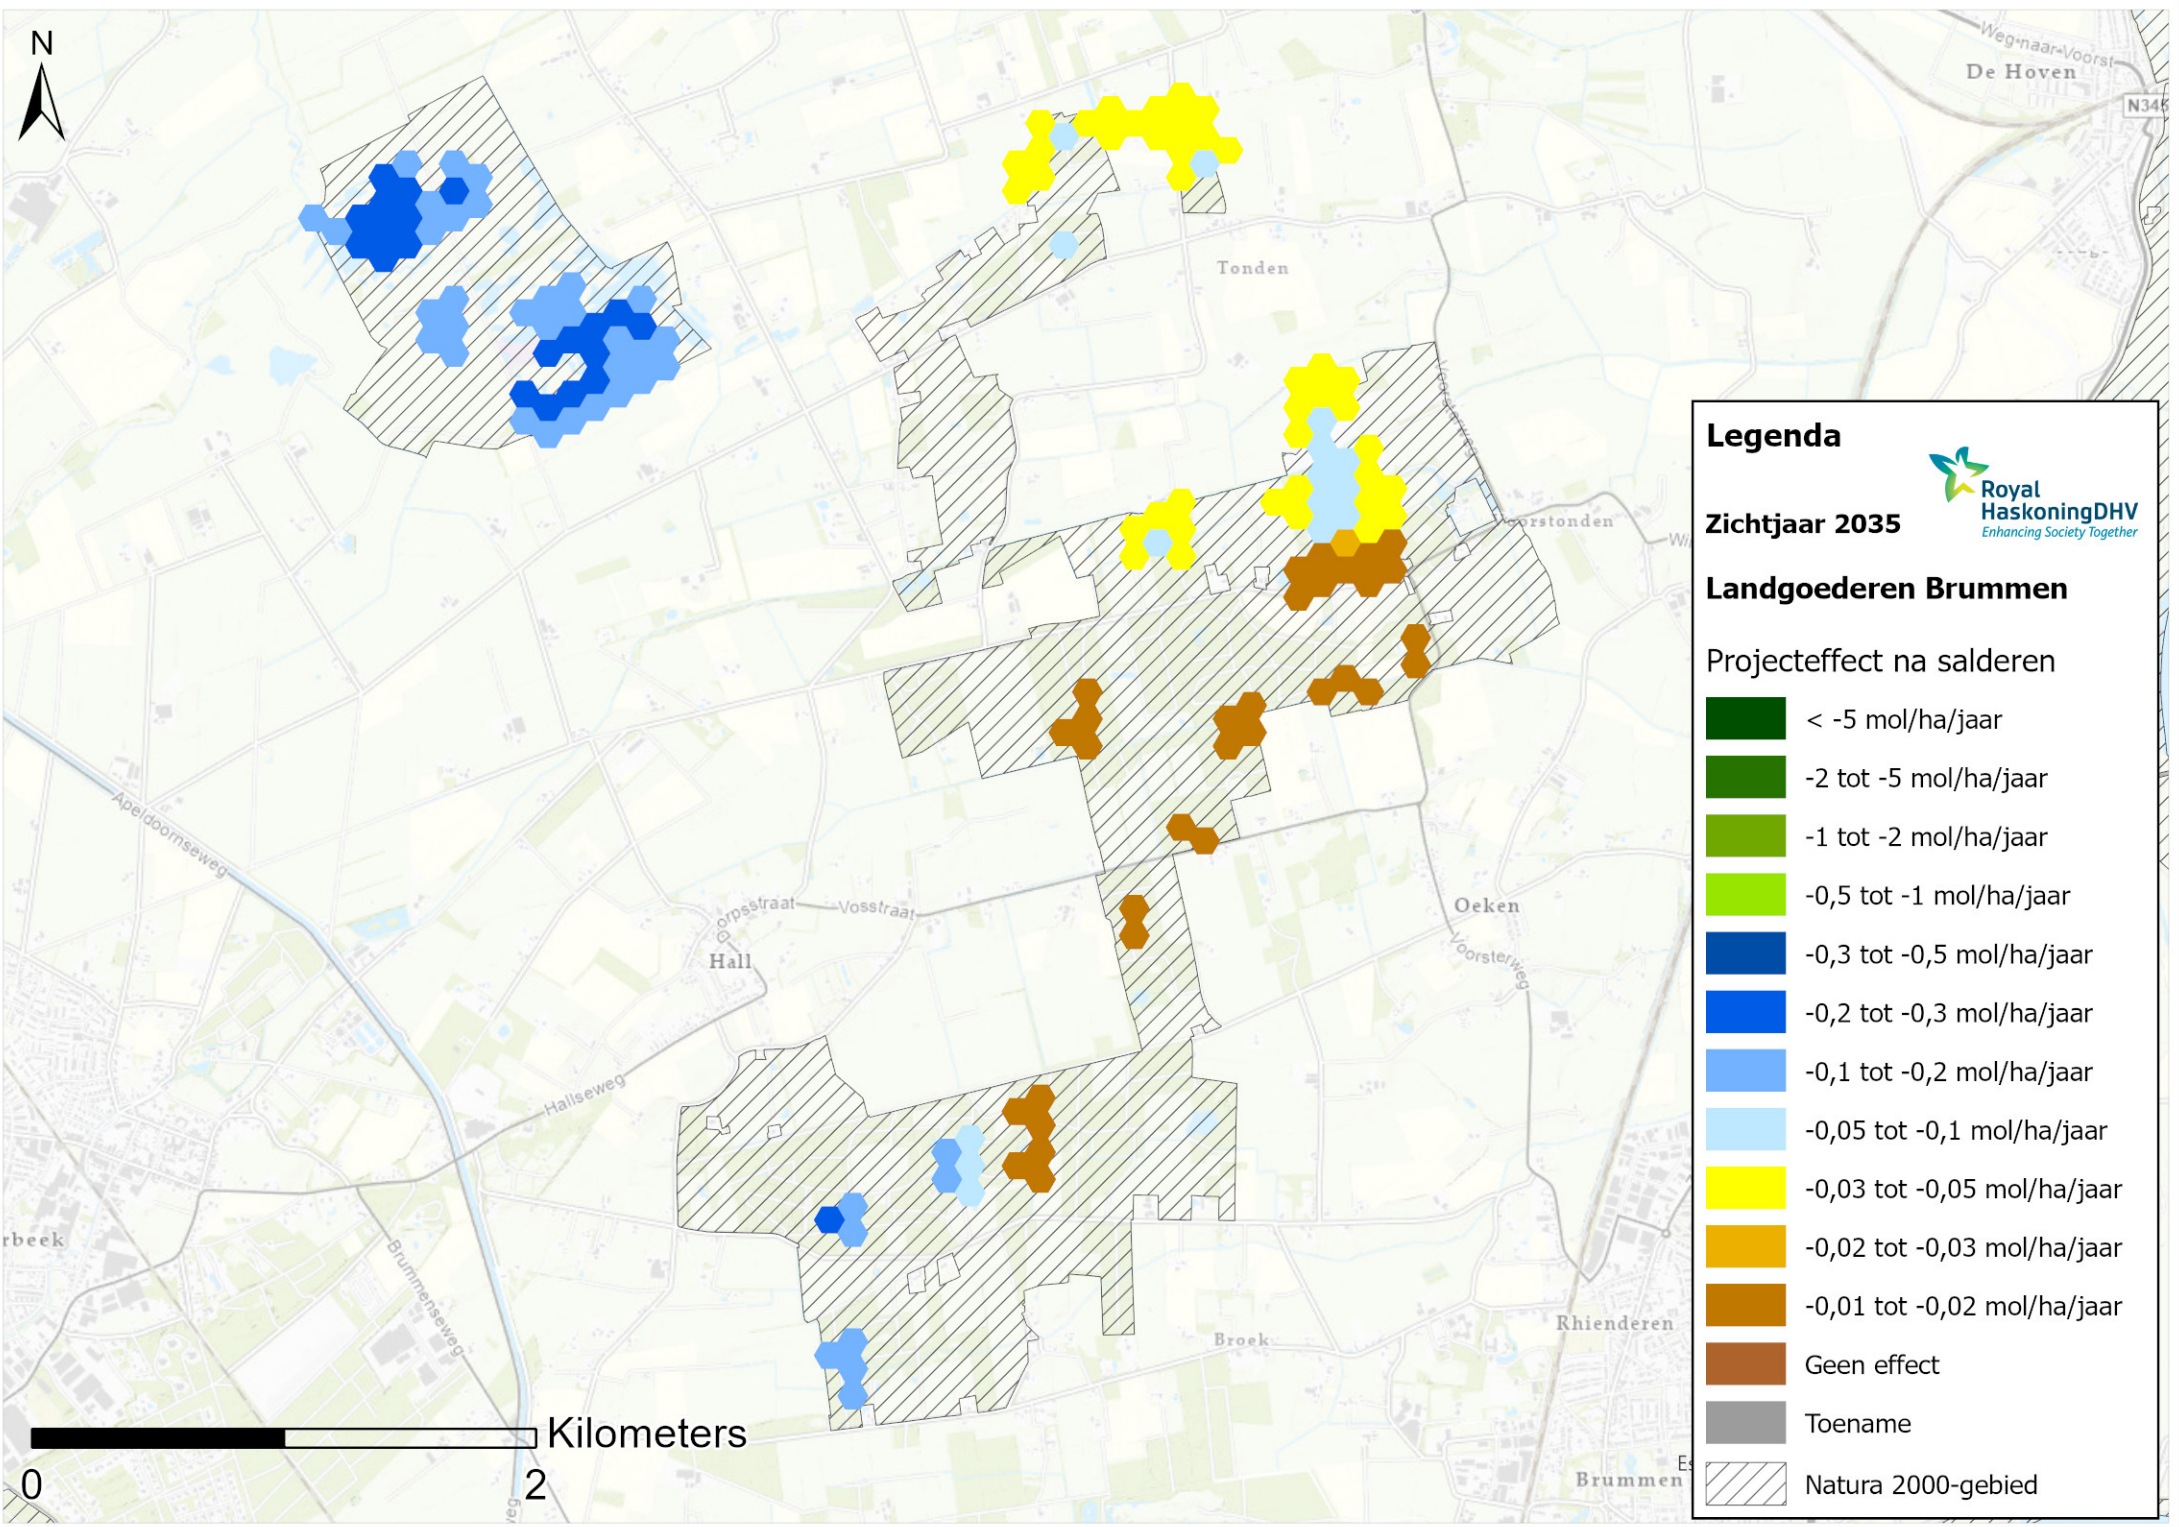 N
Weg-naar-Voorst
De Hoven
N345
Tonden
Voorsterweg
Voorstonden
Legenda
Royal
HaskoningDHV
Enhancing Society Together
Zichtjaar 2035
Landgoederen Brummen
Projecteffect na salderen
< -5 mol/ha/jaar
-2 tot -5 mol/ha/jaar
-1 tot -2 mol/ha/jaar
-0,5 tot -1 mol/ha/jaar
-0,3 tot -0,5 mol/ha/jaar
-0,2 tot -0,3 mol/ha/jaar
-0,1 tot -0,2 mol/ha/jaar
-0,05 tot -0,1 mol/ha/jaar
-0,03 tot -0,05 mol/ha/jaar
-0,02 tot -0,03 mol/ha/jaar
-0,01 tot -0,02 mol/ha/jaar
Geen effect
Toename
Natura 2000-gebied
Apeldoornseweg
orpsstraat
Vosstraat
Oeken
Voorsterweg
Hall
Hallseweg
rbeek
Brummenseweg
Broek
Rhienderen
Brummen
Es
weg
Kilometers
0 2